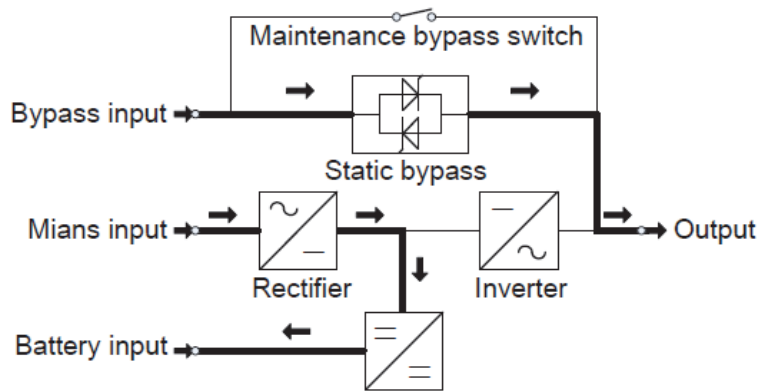 Maintenance bypass switch
Bypass input
Static bypass
Mians input
Output
Rectifier
Inverter
Battery input